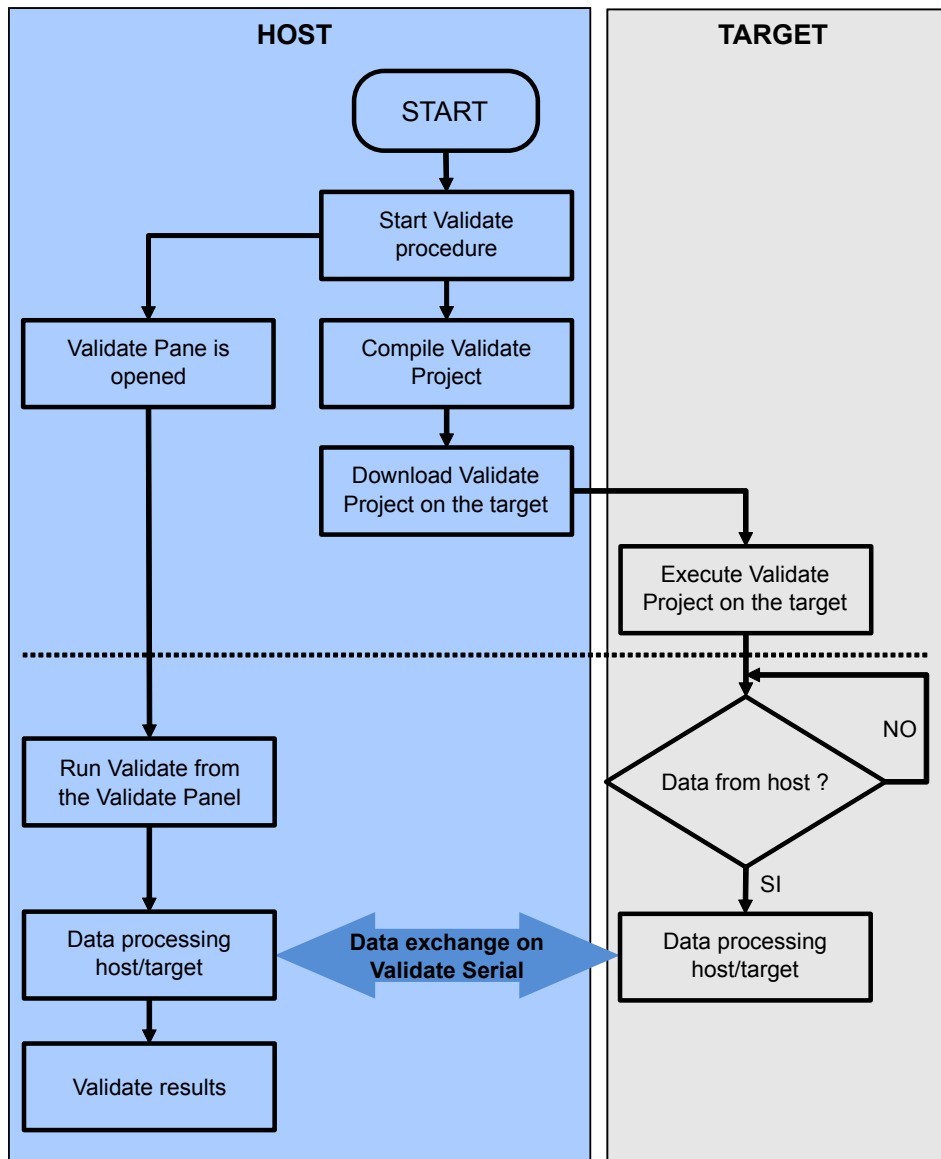 HOST
TARGET
START
Start Validate
procedure
Validate Pane is
opened
Compile Validate
Project
Download Validate
Project on the target
Execute Validate
Project on the target
NO
Run Validate from
the Validate Panel
Data from host ?
SI
Data processing
host/target
Data exchange on
Validate Serial
Data processing
host/target
Validate results